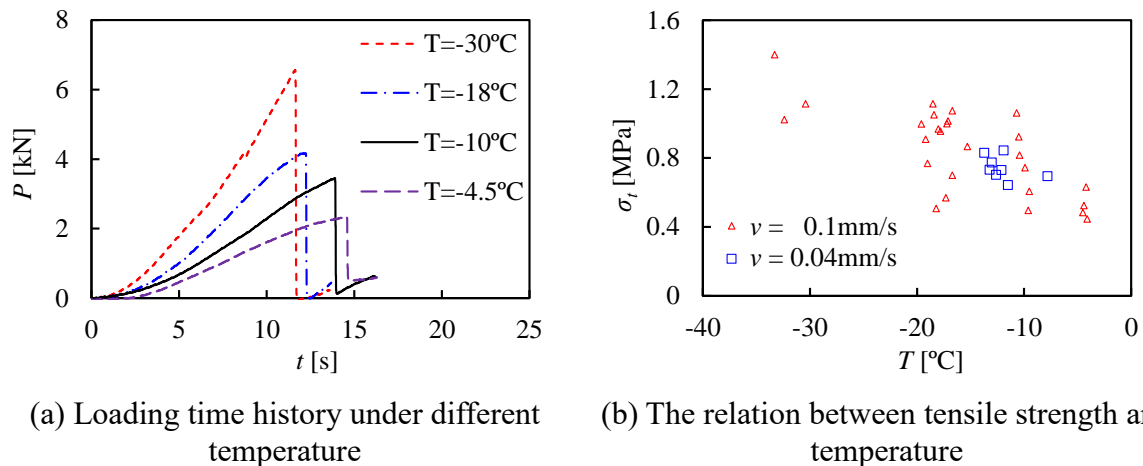 8
6
4
2
0
P [kN]
T=-30ºC
T=-18ºC
T=-10ºC
T=-4.5ºC
0 5 10 15 20 25
t [s]
(a) Loading time history under different
temperature
1.6
1.2
0.8
0.4
0
σt [MPa]
v = 0.1mm/s
v = 0.04mm/s
-40 -30 -20 -10 0
T [ºC]
(b) The relation between tensile strength a
temperature